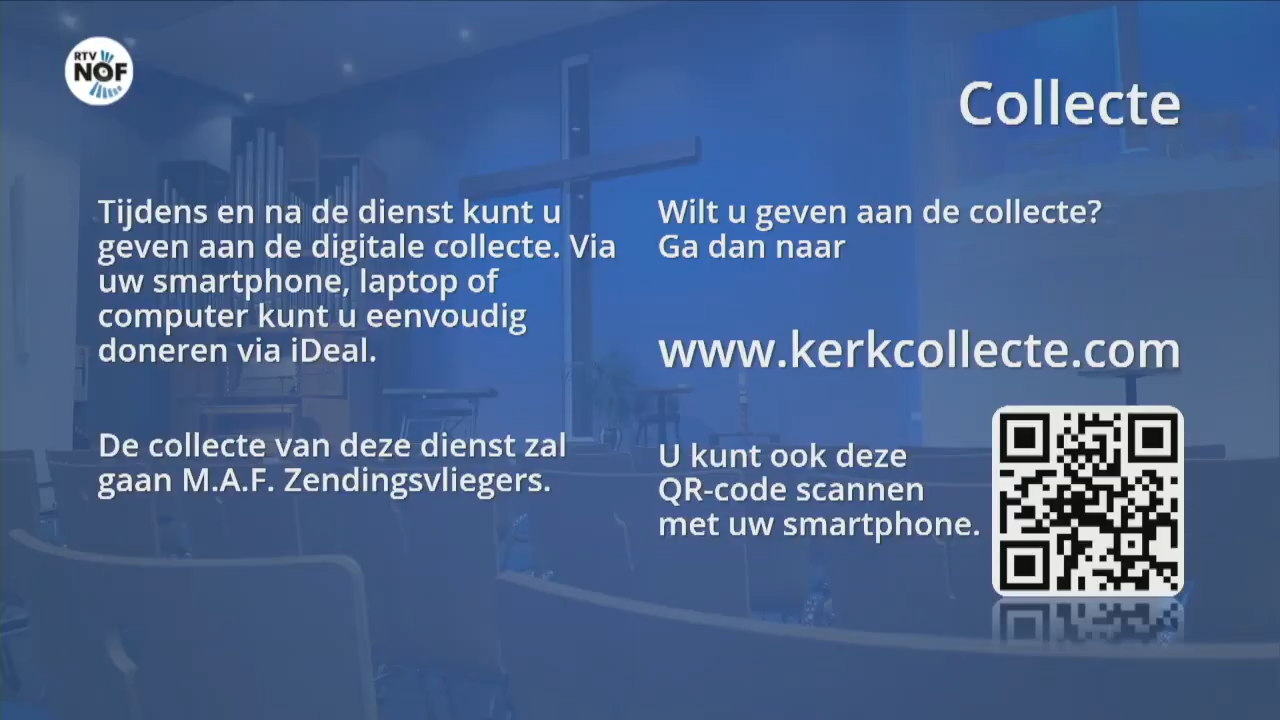 RTV
NOF
Collecte
Tijdens en na de dienst kunt u
geven aan de digitale collecte. Via
uw smartphone, laptop of
computer kunt u eenvoudig
doneren via iDeal.
De collecte van deze dienst zal
gaan M.A.F. Zendingsvliegers.
Wilt u geven aan de collecte?
Ga dan naar
www.kerkcollecte.com
U kunt ook deze
QR-code scannen
met uw smartphone.